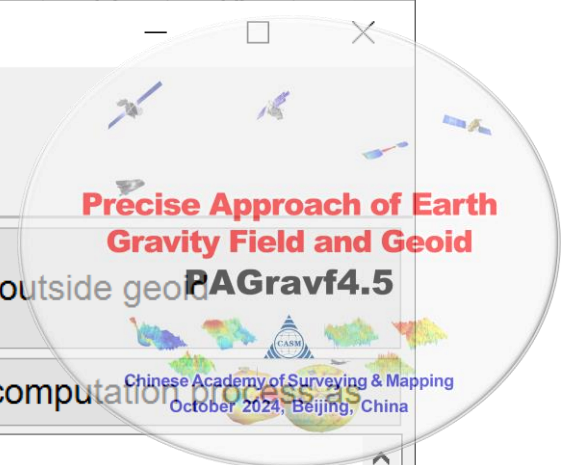 Precise Approach of Earth
Gravity Field and Geoid
PAGravf4.5
outside geoid
CASM
Chinese Academy of Surveying & Mapping
computation process as
October 2024, Beijing, China